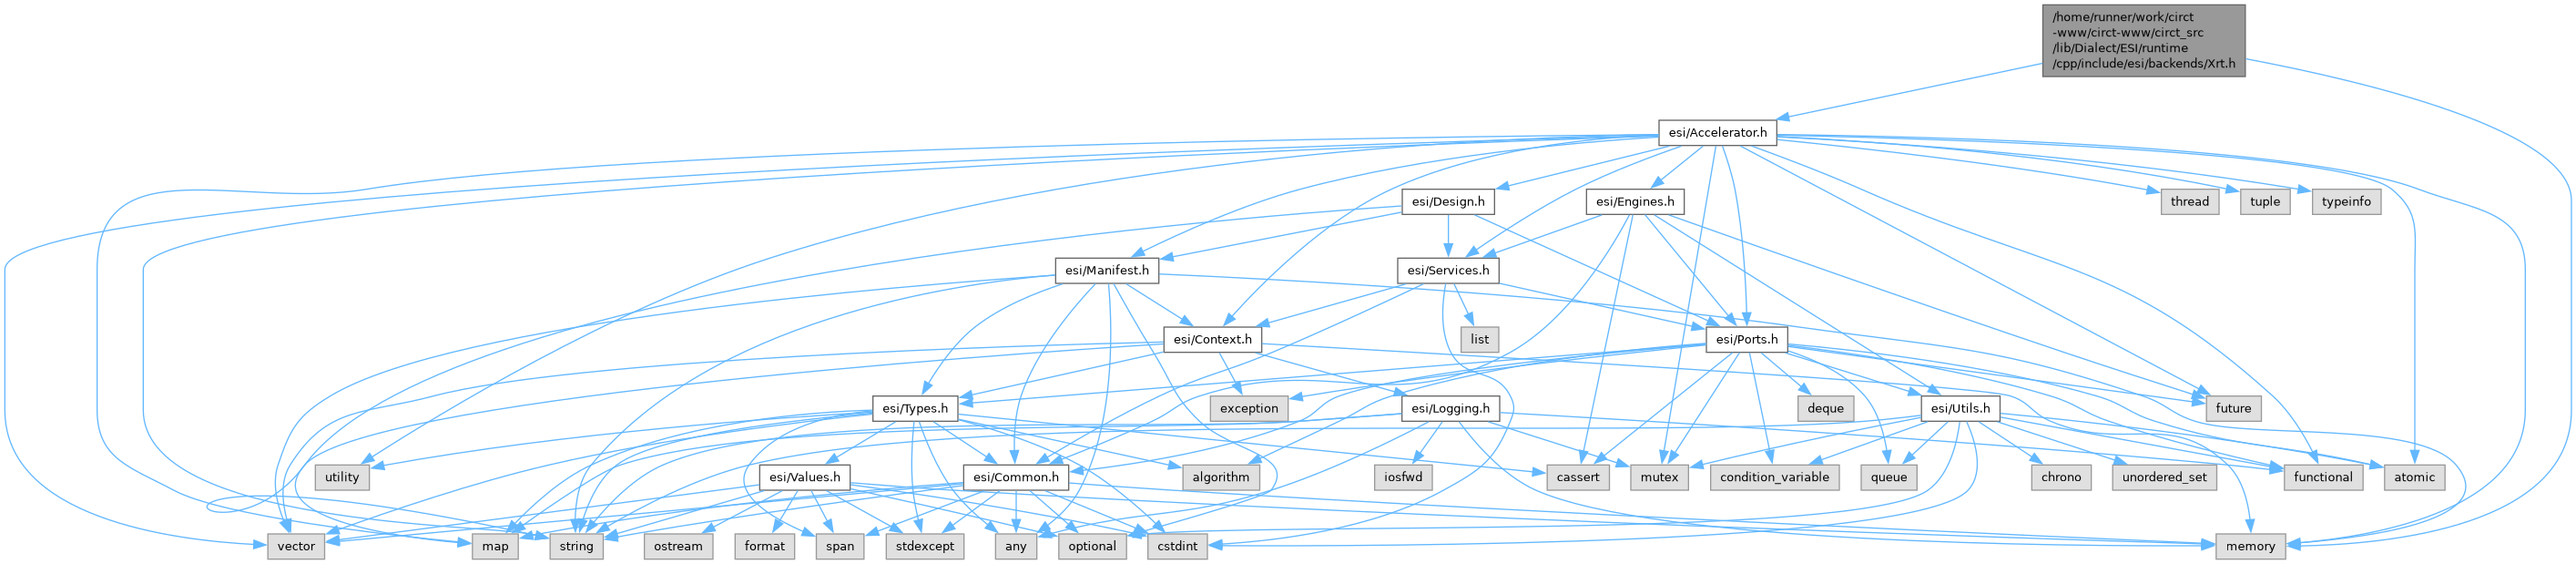 /home/runner/work/circt
-www/circt-www/circt_src
/lib/Dialect/ESI/runtime
/cpp/include/esi/backends/Xrt.h
esi/Accelerator.h
esi/Design.h
esi/Engines.h
thread
tuple
typeinfo
esi/Manifest.h
esi/Services.h
esi/Context.h
list
esi/Ports.h
esi/Types.h
exception
esi/Logging.h
deque
esi/Utils.h
future
utility
esi/Values.h
esi/Common.h
algorithm
iosfwd
cassert
mutex
condition_variable
queue
chrono
unordered_set
functional
atomic
vector
map
string
ostream
format
span
stdexcept
any
optional
cstdint
memory